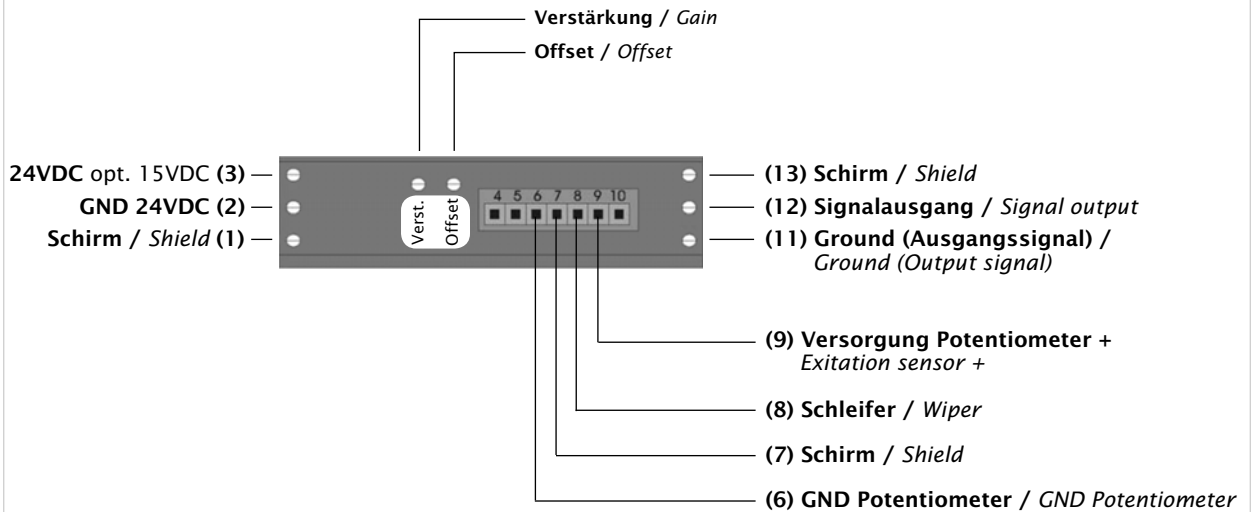 Verstärkung / Gain
Offset / Offset
24VDC opt. 15VDC (3)
GND 24VDC (2)
Schirm / Shield (1)
Verst.
Offset
4 5 6 7 8 9 10
(13) Schirm / Shield
(12) Signalausgang / Signal output
(11) Ground (Ausgangssignal) /
Ground (Output signal)
(9) Versorgung Potentiometer +
Exitation sensor +
(8) Schleifer / Wiper
(7) Schirm / Shield
(6) GND Potentiometer / GND Potentiometer